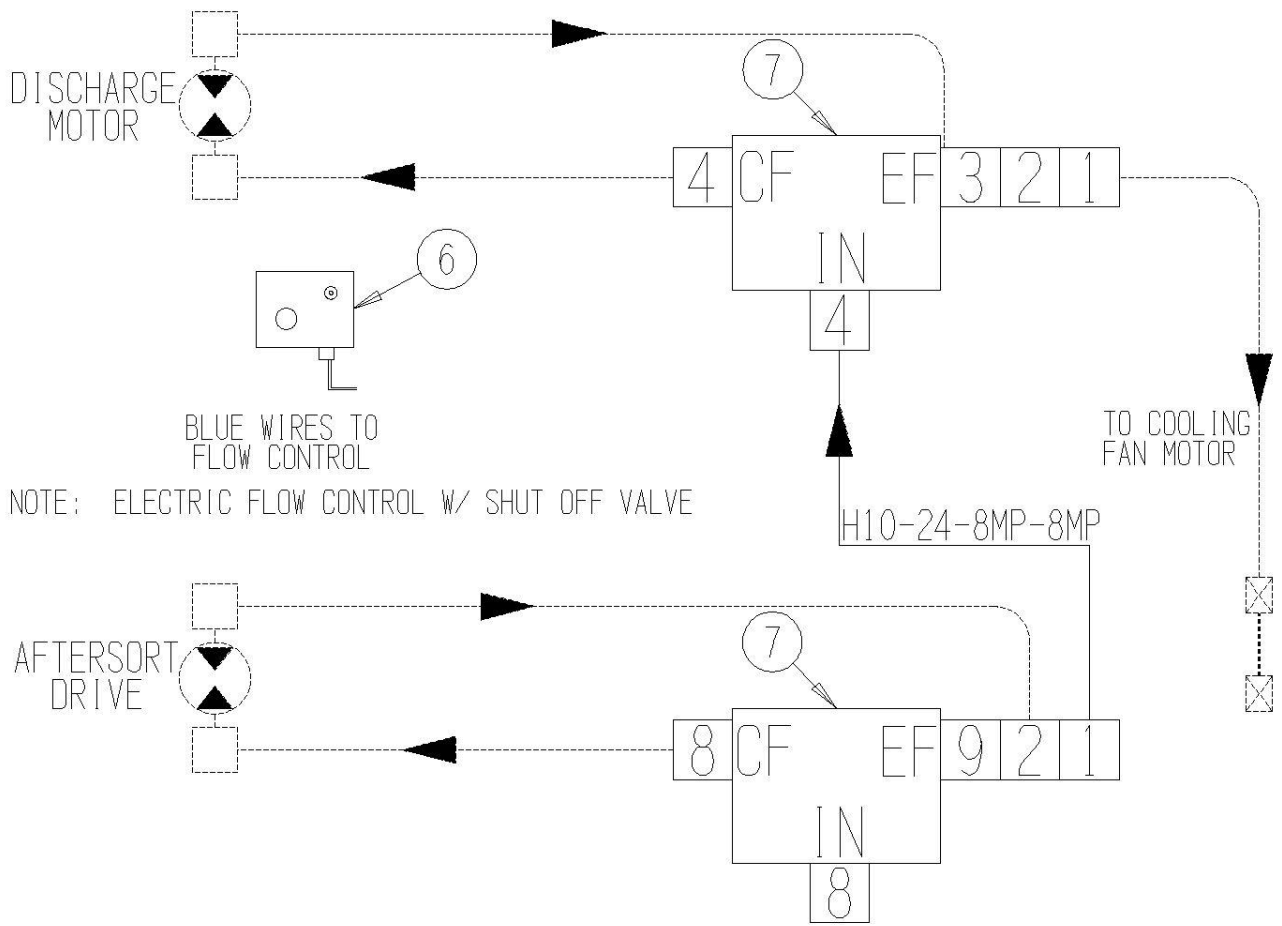 7
DISCHARGE
MOTOR
4 CF EF 3 2 1
IN
6
4
BLUE WIRES TO
FLOW CONTROL
TO COOLING
FAN MOTOR
NOTE: ELECTRIC FLOW CONTROL W/ SHUT OFF VALVE
H10-24-8MP-8MP
7
AFTERSORT
DRIVE
8 CF EF 9 2 1
IN
8